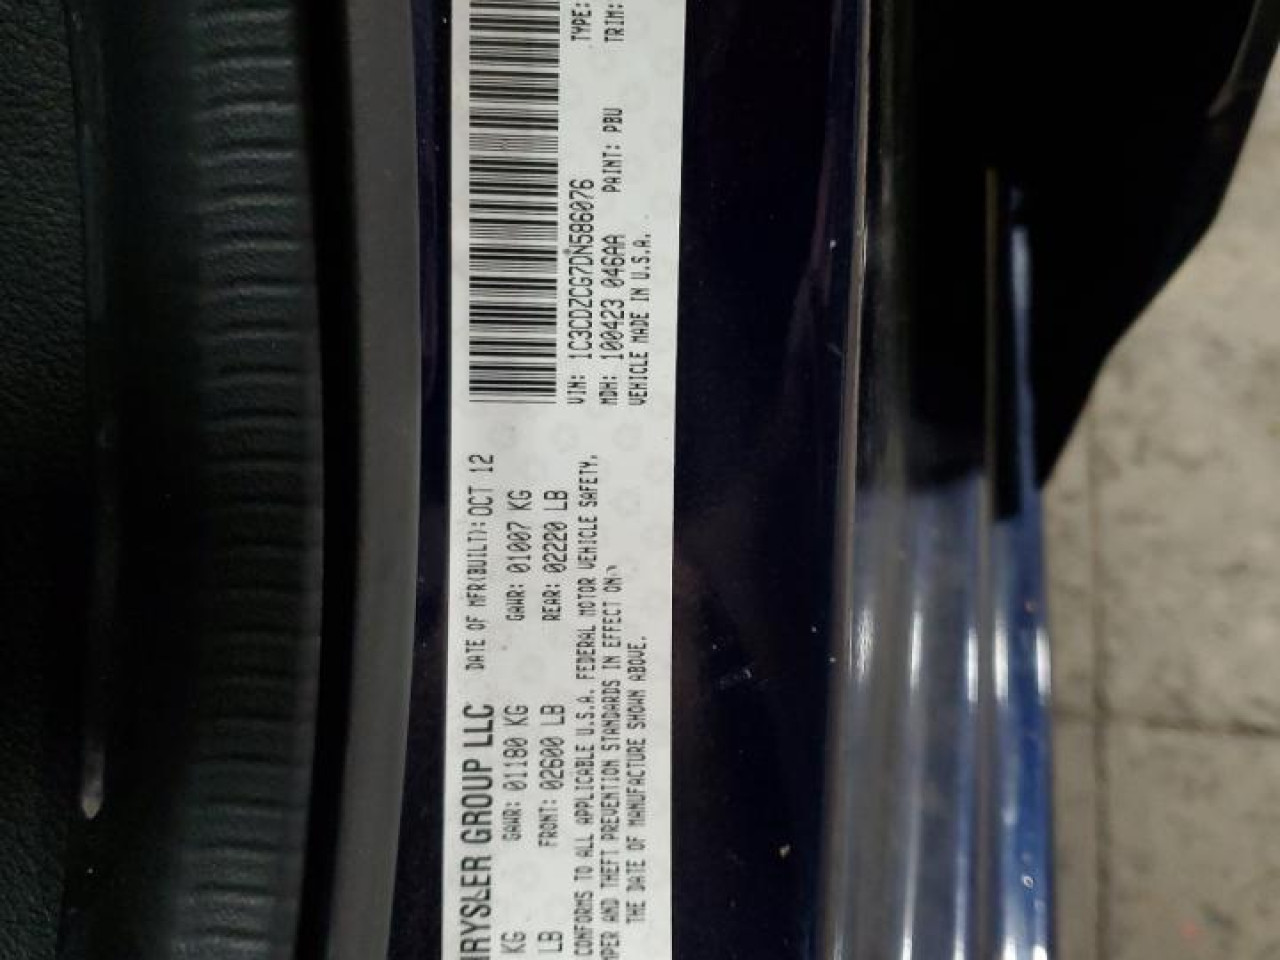 HRYSLER GROUP LLC
DATE OF MFR(BUILT): OCT 12
KG
GAWR: 01180 KG
GAWR: 01007 KG
LB
FRONT: 02600 LB
REAR: 02220 LB
CONFORMS TO ALL APPLICABLE U.S.A. FEDERAL MOTOR VEHICLE SAFETY,
MPER AND THEFT PREVENTION STANDARDS IN EFFECT ON
THE DATE OF MANUFACTURE SHOWN ABOVE.
VIN: 1C3CDZCG7DN586076
TYPE:
MDH: 100423 046AA
PAINT: PBU
TRIM:
VEHICLE MADE IN U.S.A.